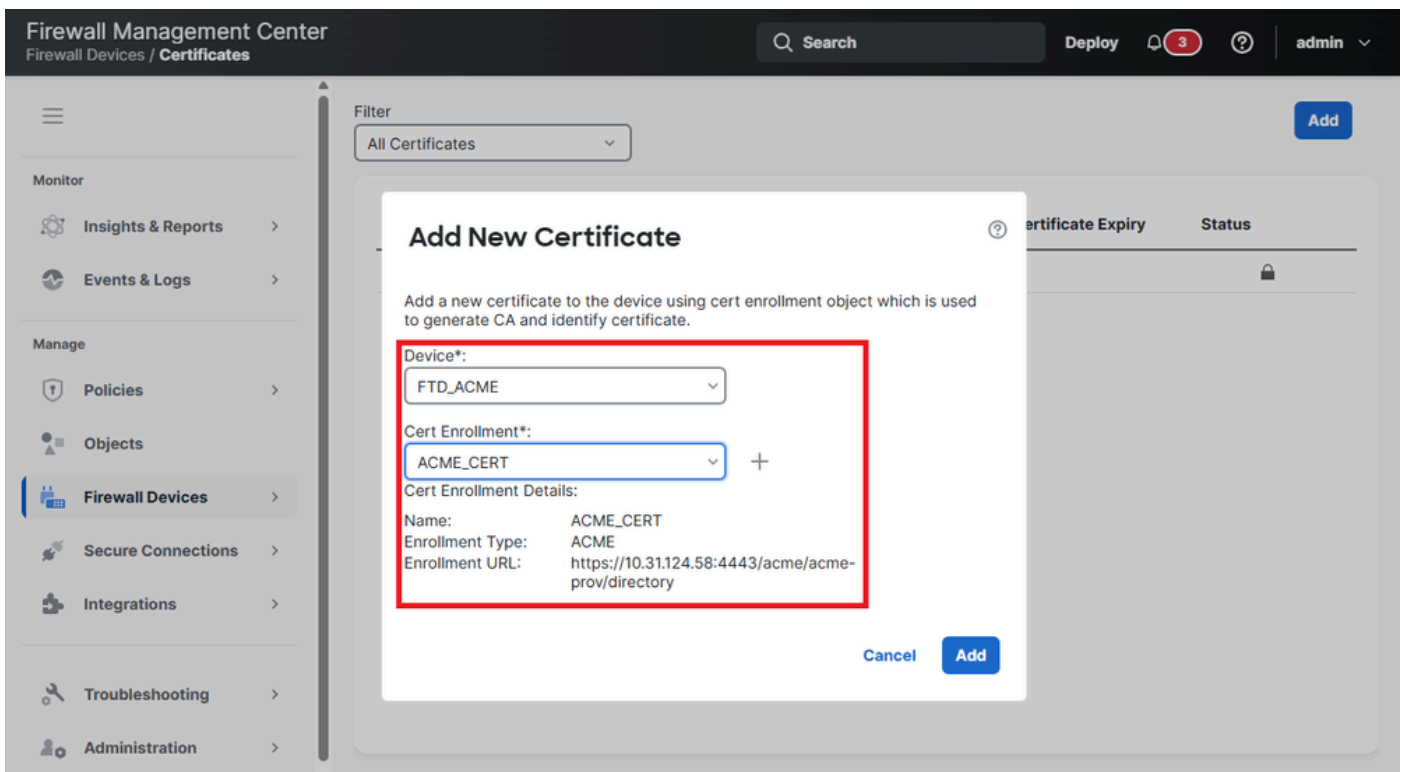 Firewall Management Center
Firewall Devices / Certificates
Search
Deploy
3
admin
Filter
All Certificates
Add
Monitor
Insights & Reports
Events & Logs
Manage
Policies
Objects
Firewall Devices
Secure Connections
Integrations
Troubleshooting
Administration
ertificate Expiry
Status
Add New Certificate
Add a new certificate to the device using cert enrollment object which is used
to generate CA and identify certificate.
Device*:
FTD_ACME
Cert Enrollment*:
ACME_CERT
Cert Enrollment Details:
Name: ACME_CERT
Enrollment Type: ACME
Enrollment URL: https://10.31.124.58:4443/acme/acme-
prov/directory
Cancel
Add